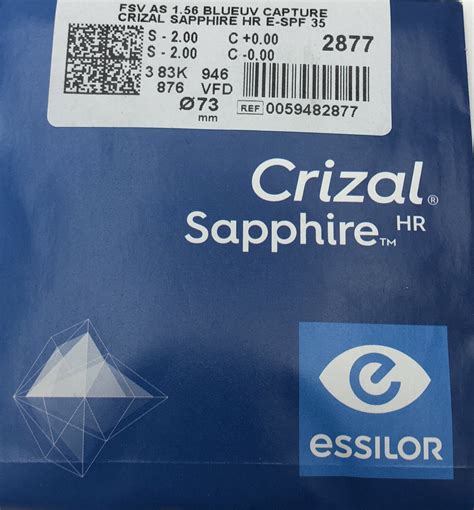 FSV AS 1.56 BLUEUV CAPTURE
CRIZAL SAPPHIRE HR E-SPF 35
S - 2.00 C +0.00 2877
S - 2.00 C -0.00
3 83K 946
876 VFD
Ø73
mm
REF 0059482877
Crizal®
Sapphire™ HR
essilor